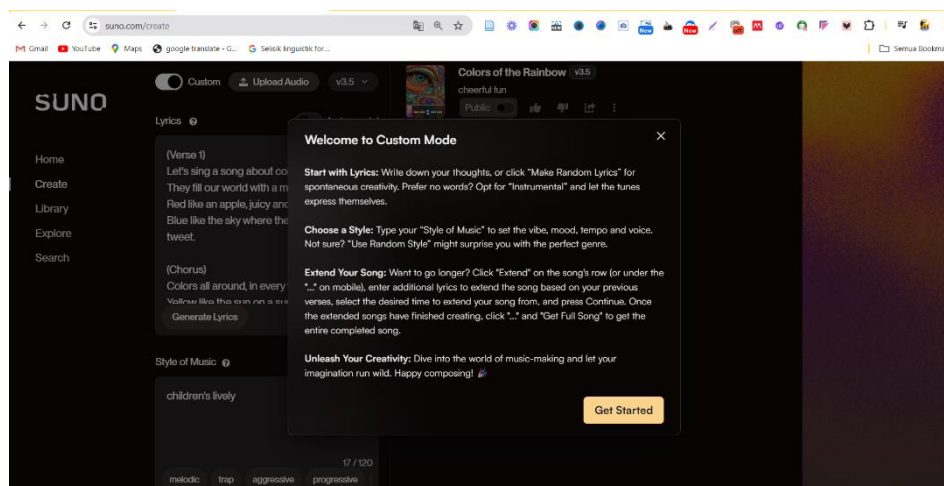 suno.com/create
New
New
off
Gmail
YouTube
Maps
google translate - G...
Selisik linguistik for...
Semua Bookma
SUNO
Home
Create
Library
Explore
Search
Custom
Upload Audio
v3.5
Lyrics
(Verse 1)
Let's sing a song about co
They fill our world with a m
Red like an apple, juicy and
Blue like the sky where the
tweet.
(Chorus)
Colors all around, in every
Yellow like the sun on a su
Generate Lyrics
Style of Music
children's lively
17 / 120
melodic
trap
aggressive
progressive
Colors of the Rainbow v3.5
cheerful fun
Public
Welcome to Custom Mode
Start with Lyrics: Write down your thoughts, or click "Make Random Lyrics" for
spontaneous creativity. Prefer no words? Opt for "Instrumental" and let the tunes
express themselves.
Choose a Style: Type your "Style of Music" to set the vibe, mood, tempo and voice.
Not sure? "Use Random Style" might surprise you with the perfect genre.
Extend Your Song: Want to go longer? Click "Extend" on the song's row (or under the
"..." on mobile), enter additional lyrics to extend the song based on your previous
verses, select the desired time to extend your song from, and press Continue. Once
the extended songs have finished creating, click "..." and "Get Full Song" to get the
entire completed song.
Unleash Your Creativity: Dive into the world of music-making and let your
imagination run wild. Happy composing! 🎉
Get Started